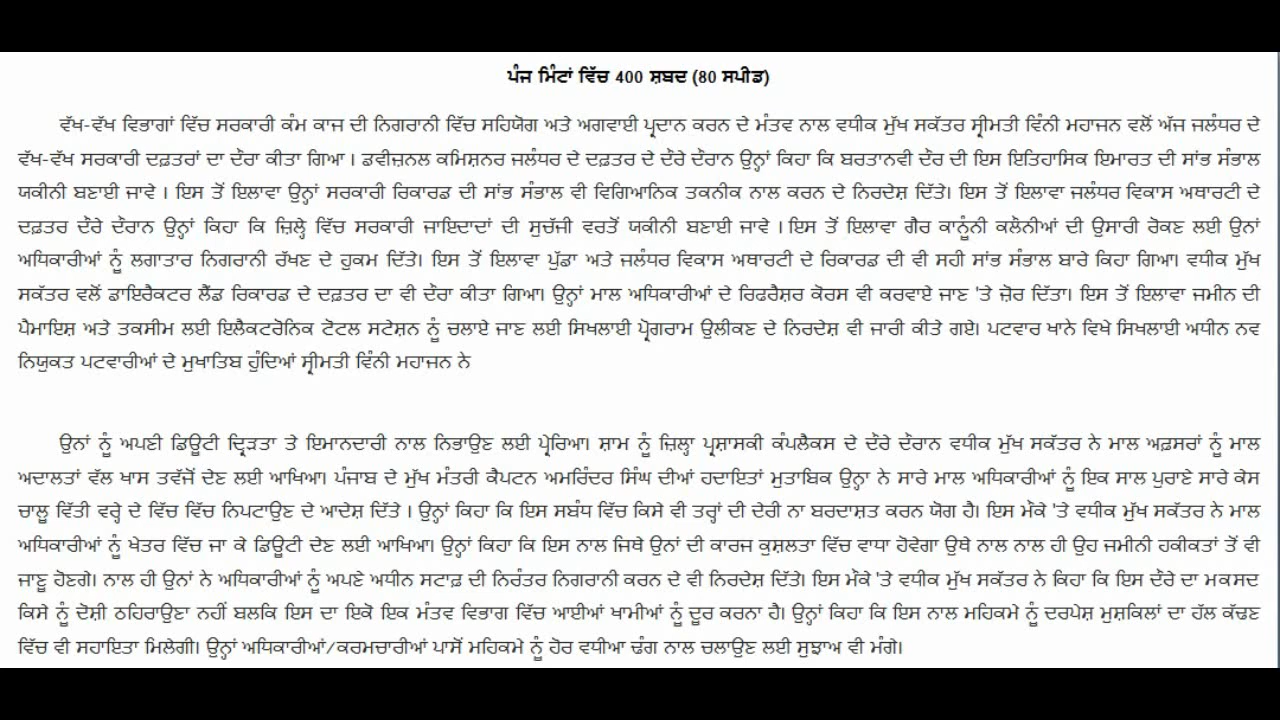 ਪੰਜ ਮਿੰਟਾਂ ਵਿੱਚ 400 ਸ਼ਬਦ (80 ਸਪੀਡ)
ਵੱਖ-ਵੱਖ ਵਿਭਾਗਾਂ ਵਿੱਚ ਸਰਕਾਰੀ ਕੰਮ ਕਾਜ ਦੀ ਨਿਗਰਾਨੀ ਵਿੱਚ ਸਹਿਯੋਗ ਅਤੇ ਅਗਵਾਈ ਪ੍ਰਦਾਨ ਕਰਨ ਦੇ ਮੰਤਵ ਨਾਲ ਵਧੀਕ ਮੁੱਖ ਸਕੱਤਰ ਸ੍ਰੀਮਤੀ ਵਿੰਨੀ ਮਹਾਜਨ ਵਲੋਂ ਅੱਜ ਜਲੰਧਰ ਦੇ
ਵੱਖ-ਵੱਖ ਸਰਕਾਰੀ ਦਫ਼ਤਰਾਂ ਦਾ ਦੌਰਾ ਕੀਤਾ ਗਿਆ । ਡਵੀਜ਼ਨਲ ਕਮਿਸ਼ਨਰ ਜਲੰਧਰ ਦੇ ਦਫ਼ਤਰ ਦੇ ਦੌਰੇ ਦੌਰਾਨ ਉਨ੍ਹਾਂ ਕਿਹਾ ਕਿ ਬਰਤਾਨਵੀ ਦੌਰ ਦੀ ਇਸ ਇਤਿਹਾਸਿਕ ਇਮਾਰਤ ਦੀ ਸਾਂਭ ਸੰਭਾਲ
ਯਕੀਨੀ ਬਣਾਈ ਜਾਵੇ । ਇਸ ਤੋਂ ਇਲਾਵਾ ਉਨ੍ਹਾਂ ਸਰਕਾਰੀ ਰਿਕਾਰਡ ਦੀ ਸਾਂਭ ਸੰਭਾਲ ਵੀ ਵਿਗਿਆਨਿਕ ਤਕਨੀਕ ਨਾਲ ਕਰਨ ਦੇ ਨਿਰਦੇਸ਼ ਦਿੱਤੇ। ਇਸ ਤੋਂ ਇਲਾਵਾ ਜਲੰਧਰ ਵਿਕਾਸ ਅਥਾਰਟੀ ਦੇ
ਦਫ਼ਤਰ ਦੌਰੇ ਦੌਰਾਨ ਉਨ੍ਹਾਂ ਕਿਹਾ ਕਿ ਜ਼ਿਲ੍ਹੇ ਵਿੱਚ ਸਰਕਾਰੀ ਜਾਇਦਾਦਾਂ ਦੀ ਸੁਚੱਜੀ ਵਰਤੋਂ ਯਕੀਨੀ ਬਣਾਈ ਜਾਵੇ । ਇਸ ਤੋਂ ਇਲਾਵਾ ਗੈਰ ਕਾਨੂੰਨੀ ਕਲੋਨੀਆਂ ਦੀ ਉਸਾਰੀ ਰੋਕਣ ਲਈ ਉਨਾਂ
ਅਧਿਕਾਰੀਆਂ ਨੂੰ ਲਗਾਤਾਰ ਨਿਗਰਾਨੀ ਰੱਖਣ ਦੇ ਹੁਕਮ ਦਿੱਤੇ। ਇਸ ਤੋਂ ਇਲਾਵਾ ਪੁੱਡਾ ਅਤੇ ਜਲੰਧਰ ਵਿਕਾਸ ਅਥਾਰਟੀ ਦੇ ਰਿਕਾਰਡ ਦੀ ਵੀ ਸਹੀ ਸਾਂਭ ਸੰਭਾਲ ਬਾਰੇ ਕਿਹਾ ਗਿਆ। ਵਧੀਕ ਮੁੱਖ
ਸਕੱਤਰ ਵਲੋਂ ਡਾਇਰੈਕਟਰ ਲੈਂਡ ਰਿਕਾਰਡ ਦੇ ਦਫ਼ਤਰ ਦਾ ਵੀ ਦੌਰਾ ਕੀਤਾ ਗਿਆ। ਉਨ੍ਹਾਂ ਮਾਲ ਅਧਿਕਾਰੀਆਂ ਦੇ ਰਿਫਰੈਸ਼ਰ ਕੋਰਸ ਵੀ ਕਰਵਾਏ ਜਾਣ 'ਤੇ ਜ਼ੋਰ ਦਿੱਤਾ। ਇਸ ਤੋਂ ਇਲਾਵਾ ਜਮੀਨ ਦੀ
ਪੈਮਾਇਸ਼ ਅਤੇ ਤਕਸੀਮ ਲਈ ਇਲੈਕਟਰੋਨਿਕ ਟੋਟਲ ਸਟੇਸ਼ਨ ਨੂੰ ਚਲਾਏ ਜਾਣ ਲਈ ਸਿਖਲਾਈ ਪ੍ਰੋਗਰਾਮ ਉਲੀਕਣ ਦੇ ਨਿਰਦੇਸ਼ ਵੀ ਜਾਰੀ ਕੀਤੇ ਗਏ। ਪਟਵਾਰ ਖਾਨੇ ਵਿਖੇ ਸਿਖਲਾਈ ਅਧੀਨ ਨਵ
ਨਿਯੁਕਤ ਪਟਵਾਰੀਆਂ ਦੇ ਮੁਖਾਤਿਬ ਹੁੰਦਿਆਂ ਸ੍ਰੀਮਤੀ ਵਿੰਨੀ ਮਹਾਜਨ ਨੇ
ਉਨਾਂ ਨੂੰ ਅਪਣੀ ਡਿਊਟੀ ਦ੍ਰਿੜਤਾ ਤੇ ਇਮਾਨਦਾਰੀ ਨਾਲ ਨਿਭਾਉਣ ਲਈ ਪ੍ਰੇਰਿਆ। ਸ਼ਾਮ ਨੂੰ ਜ਼ਿਲ੍ਹਾ ਪ੍ਰਸ਼ਾਸਕੀ ਕੰਪਲੈਕਸ ਦੇ ਦੌਰੇ ਦੌਰਾਨ ਵਧੀਕ ਮੁੱਖ ਸਕੱਤਰ ਨੇ ਮਾਲ ਅਫ਼ਸਰਾਂ ਨੂੰ ਮਾਲ
ਅਦਾਲਤਾਂ ਵੱਲ ਖਾਸ ਤਵੱਜੋਂ ਦੇਣ ਲਈ ਆਖਿਆ। ਪੰਜਾਬ ਦੇ ਮੁੱਖ ਮੰਤਰੀ ਕੈਪਟਨ ਅਮਰਿੰਦਰ ਸਿੰਘ ਦੀਆਂ ਹਦਾਇਤਾਂ ਮੁਤਾਬਿਕ ਉਨ੍ਹਾ ਨੇ ਸਾਰੇ ਮਾਲ ਅਧਿਕਾਰੀਆਂ ਨੂੰ ਇਕ ਸਾਲ ਪੁਰਾਣੇ ਸਾਰੇ ਕੇਸ
ਚਾਲੂ ਵਿੱਤੀ ਵਰ੍ਹੇ ਦੇ ਵਿੱਚ ਵਿੱਚ ਨਿਪਟਾਉਣ ਦੇ ਆਦੇਸ਼ ਦਿੱਤੇ । ਉਨ੍ਹਾਂ ਕਿਹਾ ਕਿ ਇਸ ਸਬੰਧ ਵਿੱਚ ਕਿਸੇ ਵੀ ਤਰ੍ਹਾਂ ਦੀ ਦੇਰੀ ਨਾ ਬਰਦਾਸ਼ਤ ਕਰਨ ਯੋਗ ਹੈ। ਇਸ ਮੌਕੇ 'ਤੇ ਵਧੀਕ ਮੁੱਖ ਸਕੱਤਰ ਨੇ ਮਾਲ
ਅਧਿਕਾਰੀਆਂ ਨੂੰ ਖੇਤਰ ਵਿੱਚ ਜਾ ਕੇ ਡਿਊਟੀ ਦੇਣ ਲਈ ਆਖਿਆ। ਉਨ੍ਹਾਂ ਕਿਹਾ ਕਿ ਇਸ ਨਾਲ ਜਿਥੇ ਉਨਾਂ ਦੀ ਕਾਰਜ ਕੁਸ਼ਲਤਾ ਵਿੱਚ ਵਾਧਾ ਹੋਵੇਗਾ ਉਥੇ ਨਾਲ ਨਾਲ ਹੀ ਉਹ ਜਮੀਨੀ ਹਕੀਕਤਾਂ ਤੋਂ ਵੀ
ਜਾਣੂ ਹੋਣਗੇ। ਨਾਲ ਹੀ ਉਨਾਂ ਨੇ ਅਧਿਕਾਰੀਆਂ ਨੂੰ ਅਪਣੇ ਅਧੀਨ ਸਟਾਫ਼ ਦੀ ਨਿਰੰਤਰ ਨਿਗਰਾਨੀ ਕਰਨ ਦੇ ਵੀ ਨਿਰਦੇਸ਼ ਦਿੱਤੇ। ਇਸ ਮੌਕੇ 'ਤੇ ਵਧੀਕ ਮੁੱਖ ਸਕੱਤਰ ਨੇ ਕਿਹਾ ਕਿ ਇਸ ਦੌਰੇ ਦਾ ਮਕਸਦ
ਕਿਸੇ ਨੂੰ ਦੋਸ਼ੀ ਠਹਿਰਾਉਣਾ ਨਹੀਂ ਬਲਕਿ ਇਸ ਦਾ ਇਕੋ ਇਕ ਮੰਤਵ ਵਿਭਾਗ ਵਿੱਚ ਆਈਆਂ ਖਾਮੀਆਂ ਨੂੰ ਦੂਰ ਕਰਨਾ ਹੈ। ਉਨ੍ਹਾਂ ਕਿਹਾ ਕਿ ਇਸ ਨਾਲ ਮਹਿਕਮੇ ਨੂੰ ਦਰਪੇਸ਼ ਮੁਸ਼ਕਿਲਾਂ ਦਾ ਹੱਲ ਕੱਢਣ
ਵਿੱਚ ਵੀ ਸਹਾਇਤਾ ਮਿਲੇਗੀ। ਉਨ੍ਹਾਂ ਅਧਿਕਾਰੀਆਂ/ਕਰਮਚਾਰੀਆਂ ਪਾਸੋਂ ਮਹਿਕਮੇ ਨੂੰ ਹੋਰ ਵਧੀਆ ਢੰਗ ਨਾਲ ਚਲਾਉਣ ਲਈ ਸੁਝਾਅ ਵੀ ਮੰਗੇ।